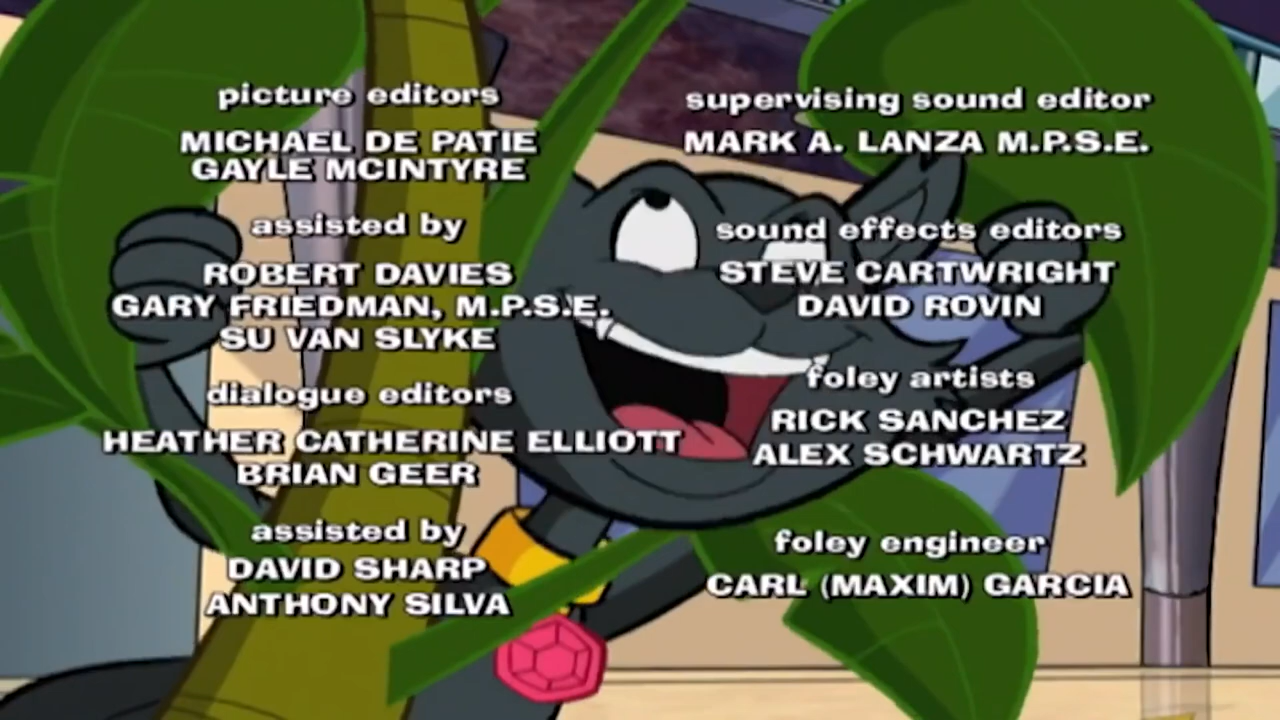 picture editors
MICHAEL DE PATIE
GAYLE MCINTYRE
assisted by
ROBERT DAVIES
GARY FRIEDMAN, M.P.S.E.
SU VAN SLYKE
dialogue editors
HEATHER CATHERINE ELLIOTT
BRIAN GEER
assisted by
DAVID SHARP
ANTHONY SILVA
supervising sound editor
MARK A. LANZA M.P.S.E.
sound effects editors
STEVE CARTWRIGHT
DAVID ROVIN
foley artists
RICK SANCHEZ
ALEX SCHWARTZ
foley engineer
CARL (MAXIM) GARCIA